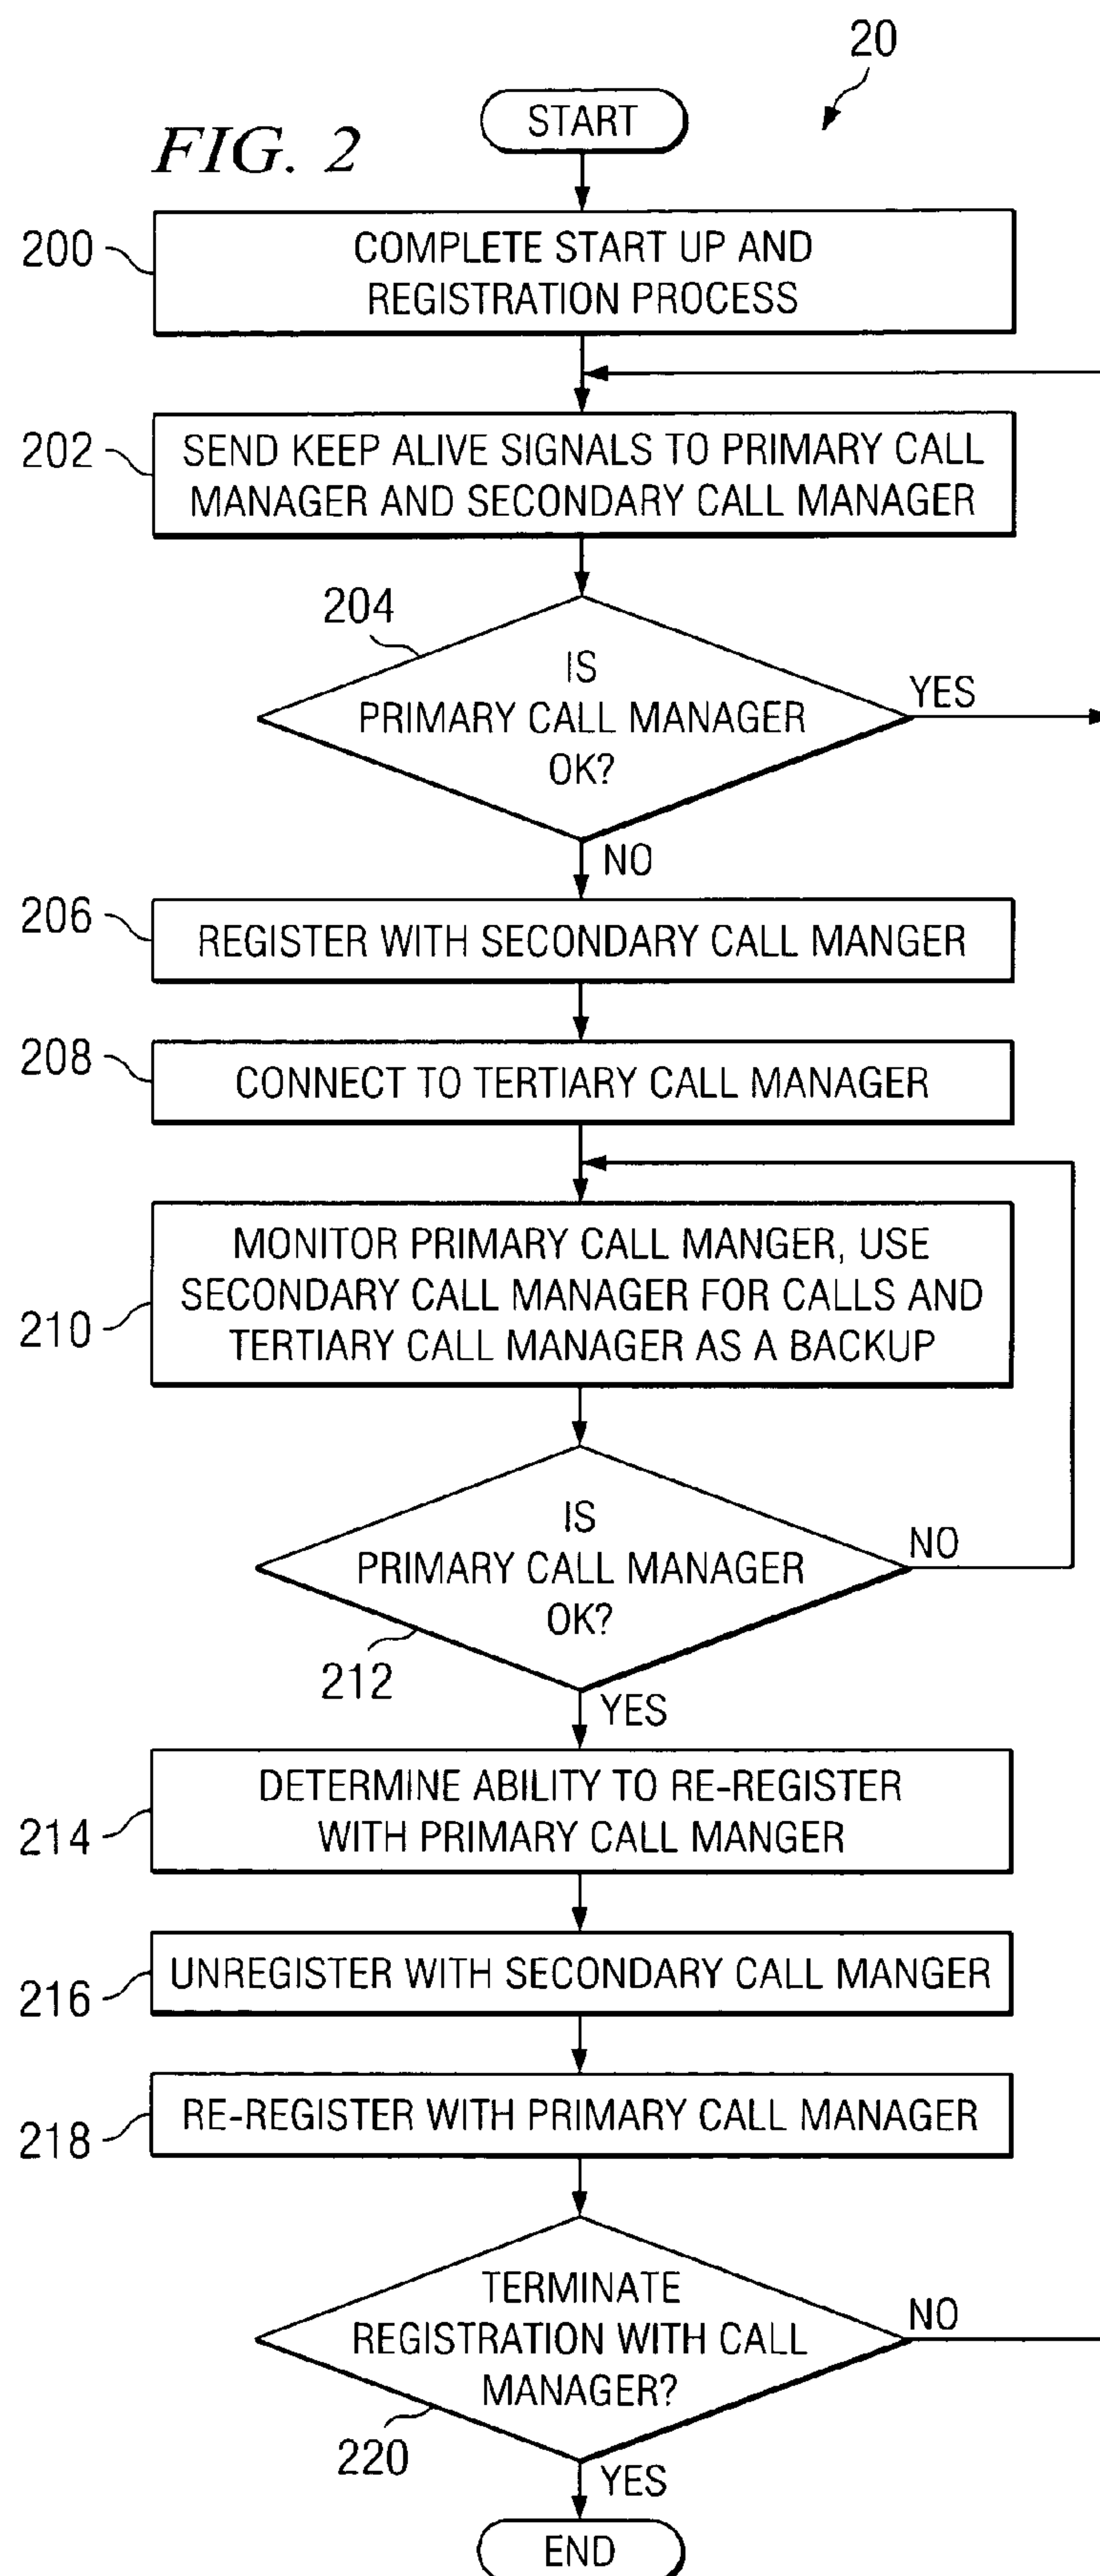 20
START
FIG. 2
200
COMPLETE START UP AND
REGISTRATION PROCESS
202
SEND KEEP ALIVE SIGNALS TO PRIMARY CALL
MANAGER AND SECONDARY CALL MANAGER
204
IS
PRIMARY CALL MANAGER
OK?
YES
NO
206
REGISTER WITH SECONDARY CALL MANGER
208
CONNECT TO TERTIARY CALL MANAGER
210
MONITOR PRIMARY CALL MANGER, USE
SECONDARY CALL MANAGER FOR CALLS AND
TERTIARY CALL MANAGER AS A BACKUP
IS
PRIMARY CALL MANAGER
OK?
NO
212
YES
214
DETERMINE ABILITY TO RE-REGISTER
WITH PRIMARY CALL MANGER
216
UNREGISTER WITH SECONDARY CALL MANGER
218
RE-REGISTER WITH PRIMARY CALL MANAGER
TERMINATE
REGISTRATION WITH CALL
MANAGER?
NO
220
YES
END